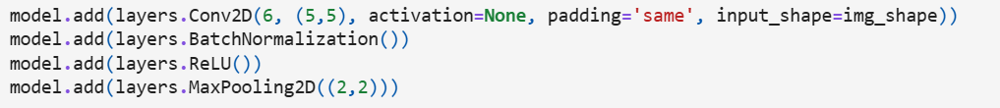 model.add(layers.Conv2D(6, (5,5), activation=None, padding='same', input_shape=img_shape))
model.add(layers.BatchNormalization())
model.add(layers.ReLU())
model.add(layers.MaxPooling2D((2,2)))